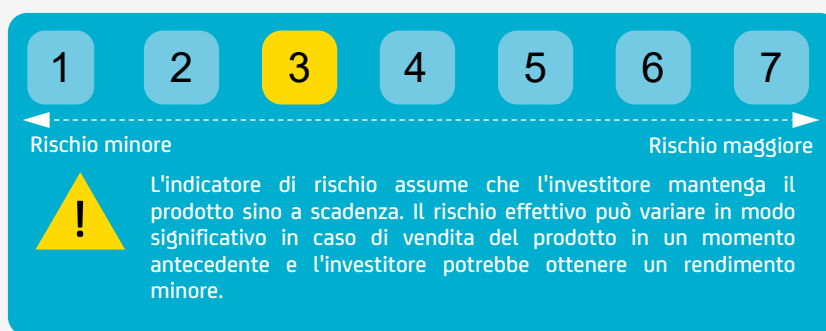 1 2 3 4 5 6 7
Rischio minore Rischio maggiore
!
L'indicatore di rischio assume che l'investitore mantenga il
prodotto sino a scadenza. Il rischio effettivo può variare in modo
significativo in caso di vendita del prodotto in un momento
antecedente e l'investitore potrebbe ottenere un rendimento
minore.